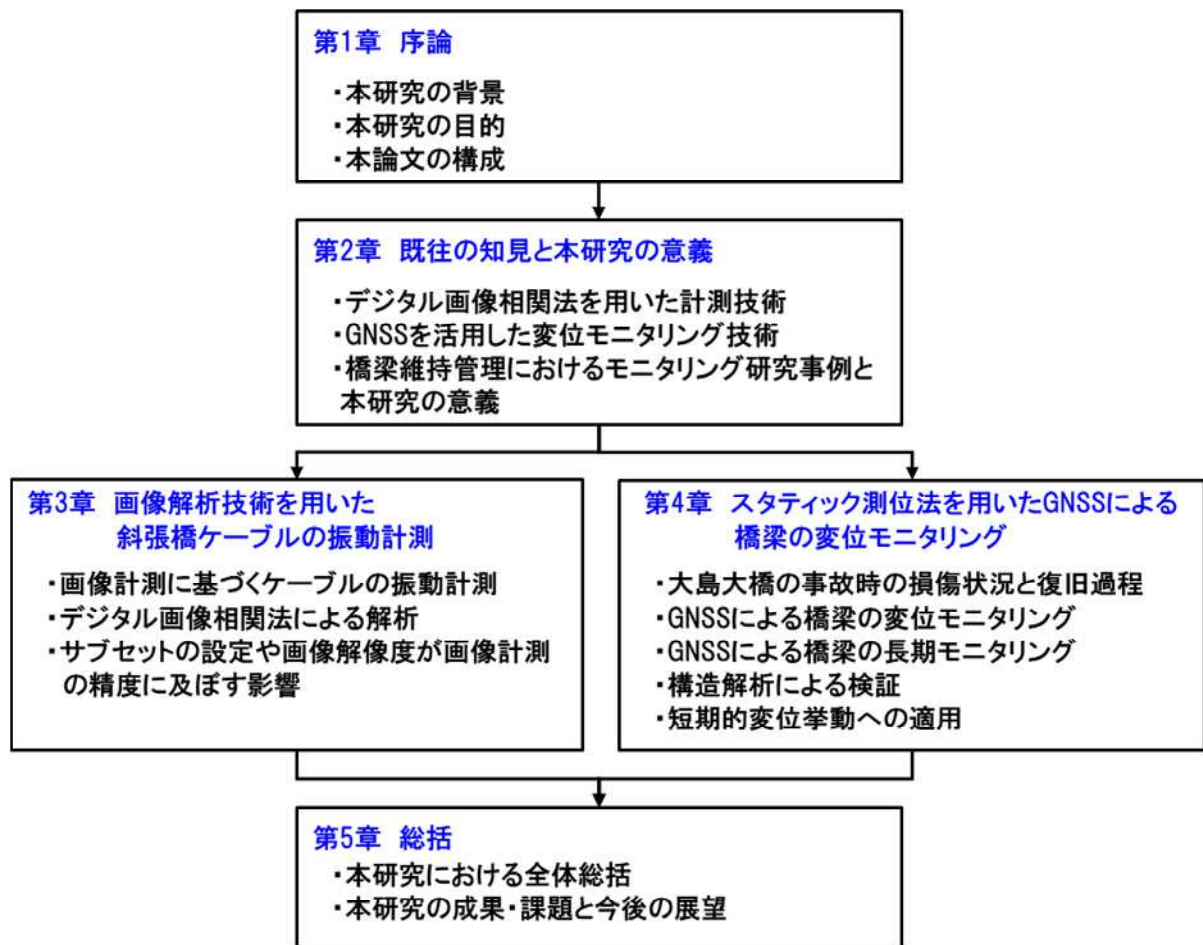 第1章 序論
・本研究の背景
・本研究の目的
・本論文の構成
第2章 既往の知見と本研究の意義
・デジタル画像相関法を用いた計測技術
・GNSSを活用した変位モニタリング技術
・橋梁維持管理におけるモニタリング研究事例と
本研究の意義
第3章 画像解析技術を用いた
斜張橋ケーブルの振動計測
・画像計測に基づくケーブルの振動計測
・デジタル画像相関法による解析
・サブセットの設定や画像解像度が画像計測
の精度に及ぼす影響
第4章 スタティック測位法を用いたGNSSによる
橋梁の変位モニタリング
・大島大橋の事故時の損傷状況と復旧過程
・GNSSによる橋梁の変位モニタリング
・GNSSによる橋梁の長期モニタリング
・構造解析による検証
・短期的変位挙動への適用
第5章 総括
・本研究における全体総括
・本研究の成果・課題と今後の展望